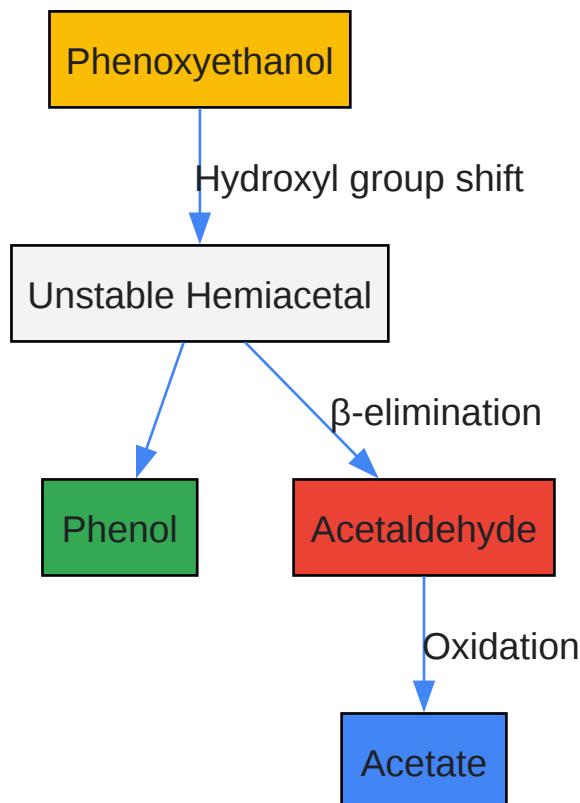 Phenoxyethanol
Hydroxyl group shift
Unstable Hemiacetal
β-elimination
Phenol
Acetaldehyde
Oxidation
Acetate